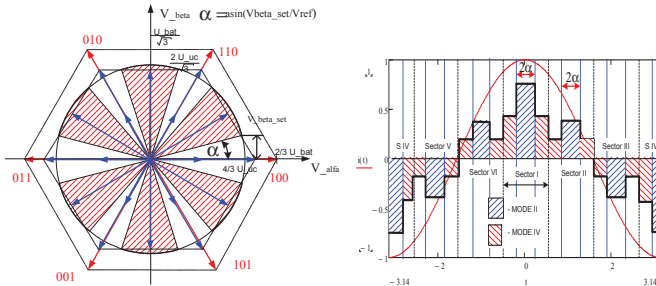 V_beta α =asin(Vbeta_set/Vref)
U_bat
√3
010
110
2 U_uc
√3
V_beta_set
α
2/3 U_bat
011
4/3 U_uc
100
V_alfa
001
101
1
2α
2α
0.5
S IV
Sector V
Sector III
S IV
i(t)
0
Sector VI
Sector I
Sector II
- MODE II
− 0.5
- MODE IV
− 2
0
2
− 3.14
t
3.14